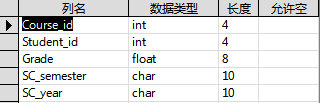 列名 数据类型 长度 允许空
Course_id int 4
Student_id int 4
Grade float 8
SC_semester char 10
SC_year char 10